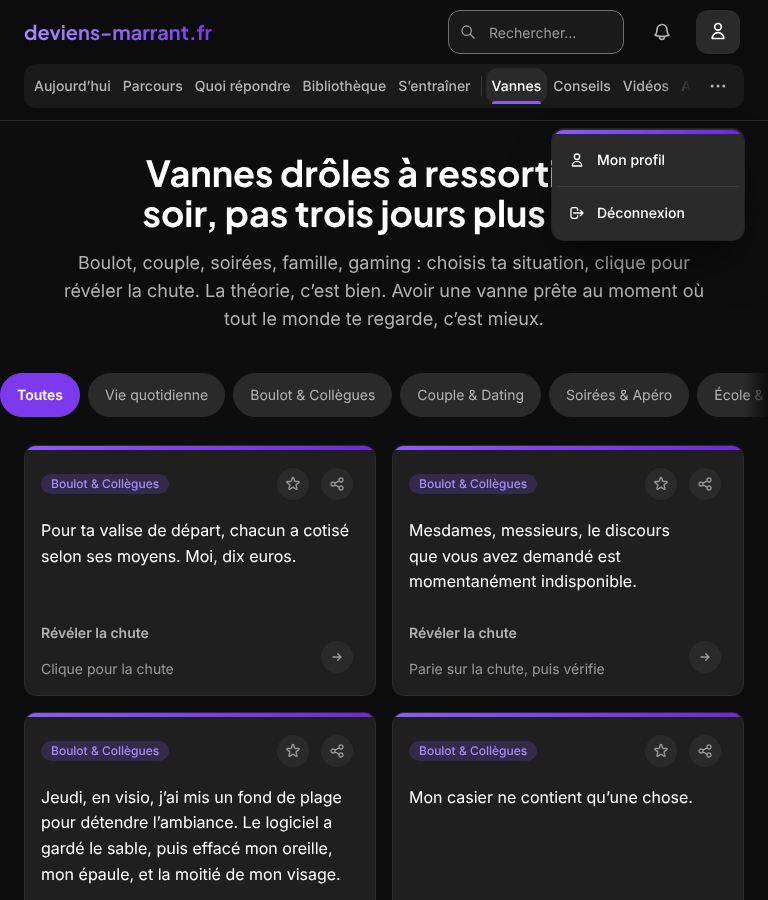 deviens-marrant.fr
Rechercher...
Aujourd’hui Parcours Quoi répondre Bibliothèque S’entraîner Vannes Conseils Vidéos A
Mon profil
Déconnexion
Vannes drôles à ressorti
soir, pas trois jours plus
Boulot, couple, soirées, famille, gaming : choisis ta situation, clique pour
révéler la chute. La théorie, c’est bien. Avoir une vanne prête au moment où
tout le monde te regarde, c’est mieux.
Toutes Vie quotidienne Boulot & Collègues Couple & Dating Soirées & Apéro École &
Boulot & Collègues
Pour ta valise de départ, chacun a cotisé
selon ses moyens. Moi, dix euros.
Révéler la chute
Clique pour la chute
Boulot & Collègues
Mesdames, messieurs, le discours
que vous avez demandé est
momentanément indisponible.
Révéler la chute
Parie sur la chute, puis vérifie
Boulot & Collègues
Jeudi, en visio, j’ai mis un fond de plage
pour détendre l’ambiance. Le logiciel a
gardé le sable, puis effacé mon oreille,
mon épaule, et la moitié de mon visage.
Boulot & Collègues
Mon casier ne contient qu’une chose.